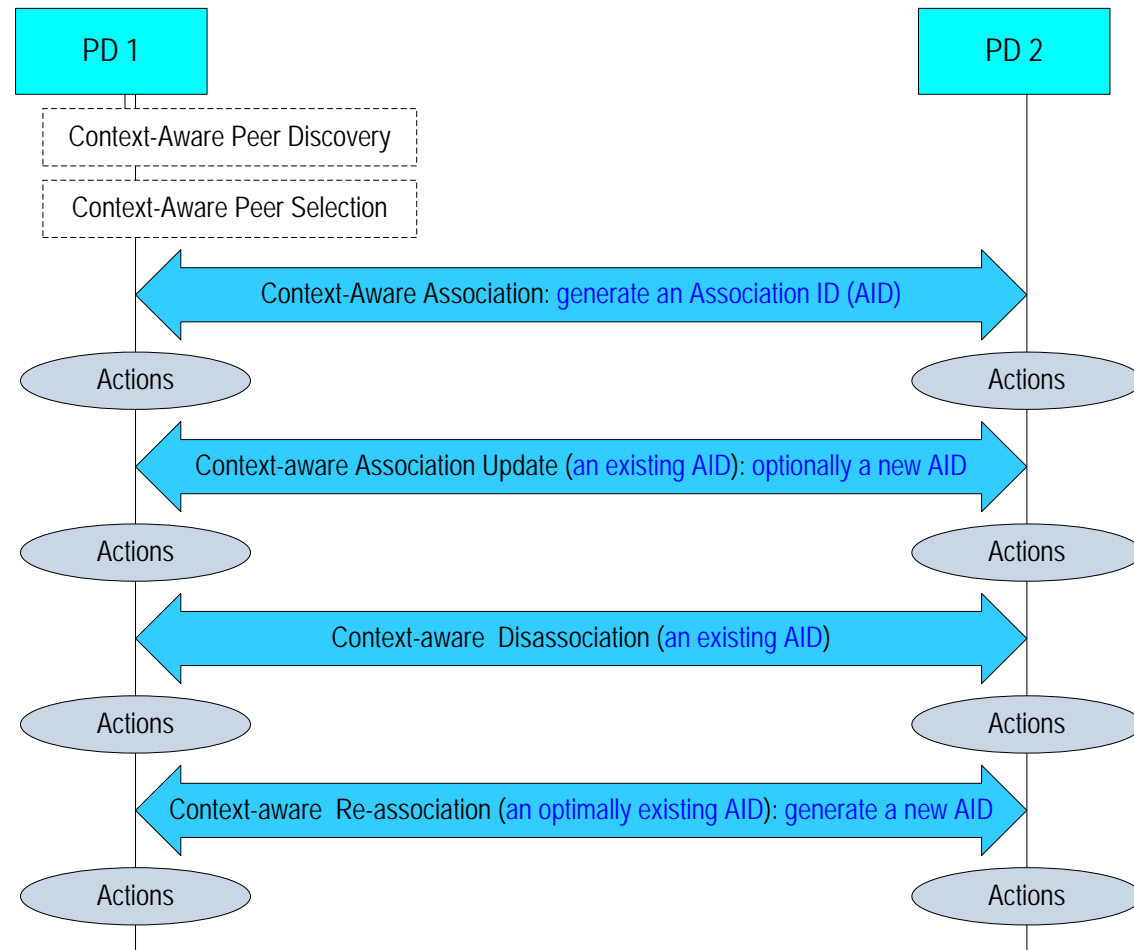 PD 1
PD 2
Context-Aware Peer Discovery
Context-Aware Peer Selection
Context-Aware Association: generate an Association ID (AID)
Actions
Actions
Context-aware Association Update (an existing AID): optionally a new AID
Actions
Actions
Context-aware Disassociation (an existing AID)
Actions
Actions
Context-aware Re-association (an optimally existing AID): generate a new AID
Actions
Actions